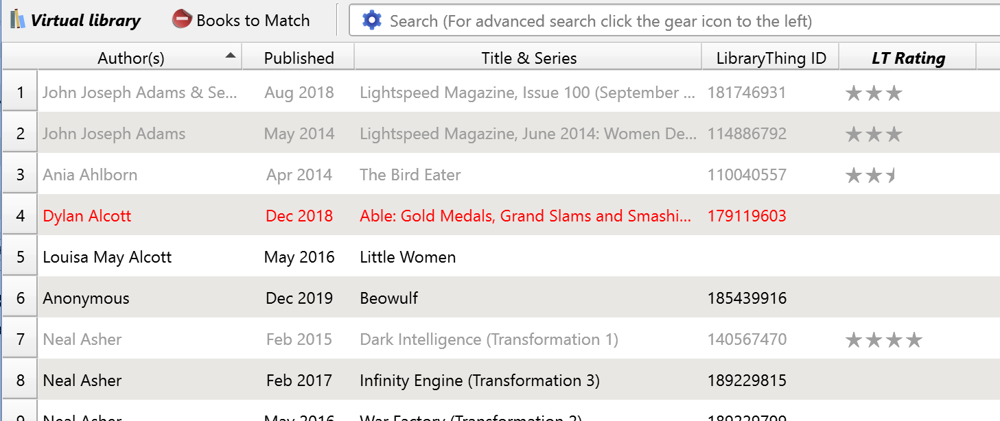 Virtual library Books to Match Search (For advanced search click the gear icon to the left)
Author(s) Published Title & Series LibraryThing ID LT Rating
1 John Joseph Adams & Se... Aug 2018 Lightspeed Magazine, Issue 100 (September ... 181746931 ★★★
2 John Joseph Adams May 2014 Lightspeed Magazine, June 2014: Women De... 114886792 ★★★
3 Ania Ahlborn Apr 2014 The Bird Eater 110040557 ★★
4 Dylan Alcott Dec 2018 Able: Gold Medals, Grand Slams and Smashi... 179119603
5 Louisa May Alcott May 2016 Little Women
6 Anonymous Dec 2019 Beowulf 185439916
7 Neal Asher Feb 2015 Dark Intelligence (Transformation 1) 140567470 ★★★★
8 Neal Asher Feb 2017 Infinity Engine (Transformation 3) 189229815
9 Neal Asher May 2016 War Factory (Transformation 2) 189229799